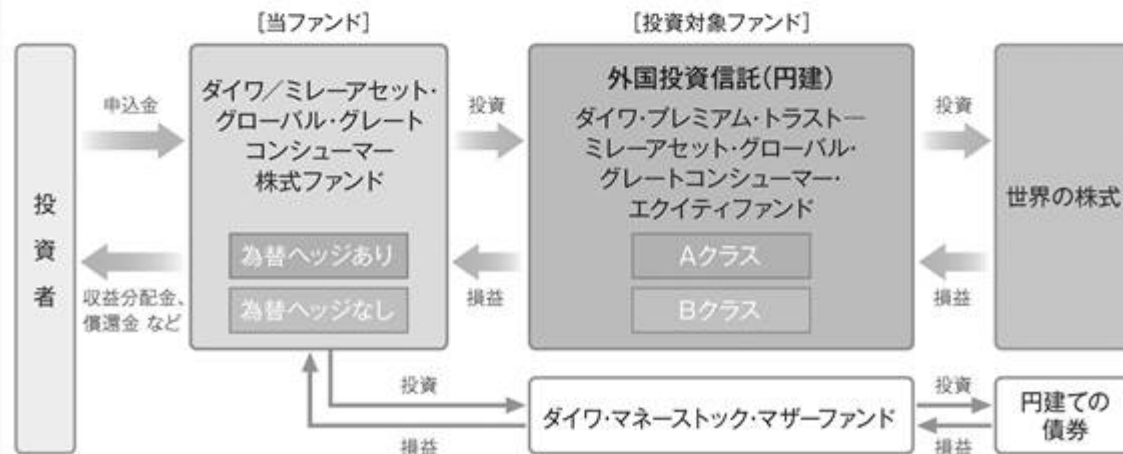 [当ファンド]
[投資対象ファンド]
投資者
申込金
収益分配金、
償還金 など
ダイワ/ミレーアセット・
グローバル・グレート
コンシューマー
株式ファンド
為替ヘッジあり
為替ヘッジなし
投資
損益
外国投資信託(円建)
ダイワ・プレミアム・トラスト―
ミレーアセット・グローバル・
グレートコンシューマー・
エクイティファンド
Aクラス
Bクラス
投資
損益
世界の株式
投資
損益
ダイワ・マネーストック・マザーファンド
投資
損益
円建ての
債券